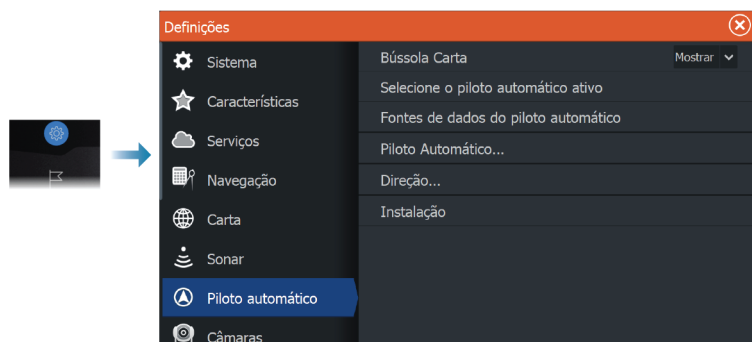 Definições
Sistema
Características
Serviços
Navegação
Carta
Sonar
Piloto automático
Câmaras
Bússola Carta Mostrar
Selecione o piloto automático ativo
Fontes de dados do piloto automático
Piloto Automático...
Direção...
Instalação